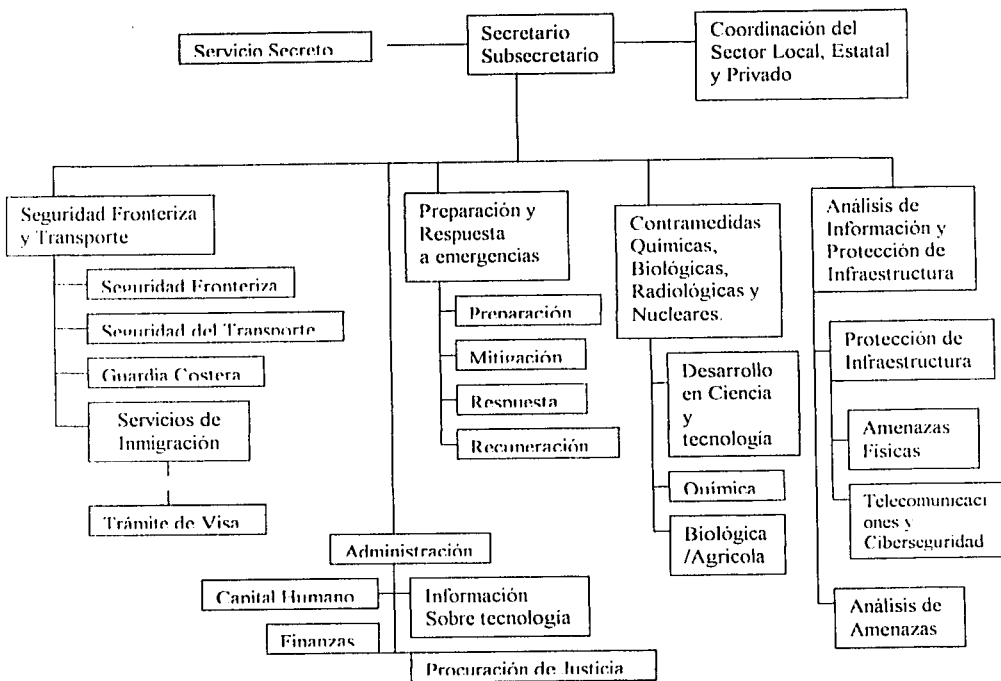 Servicio Secreto
Secretario
Subsecretario
Coordinación del
Sector Local, Estatal
y Privado
Seguridad Fronteriza
y Transporte
Seguridad Fronteriza
Seguridad del Transporte
Guardia Costera
Servicios de
Inmigración
Trámite de Visa
Preparación y
Respuesta
a emergencias
Preparación
Mitigación
Respuesta
Recuperación
Contramedidas
Químicas,
Biológicas,
Radiológicas y
Nucleares.
Desarrollo
en Ciencia
y
tecnología
Química
Biológica
/Agricola
Análisis de
Información y
Protección de
Infraestructura
Protección de
Infraestructura
Amenazas
Físicas
Telecomunicaci
ones y
Ciberseguridad
Análisis de
Amenazas
Administración
Capital Humano
Información
Sobre tecnología
Finanzas
Procuración de Justicia